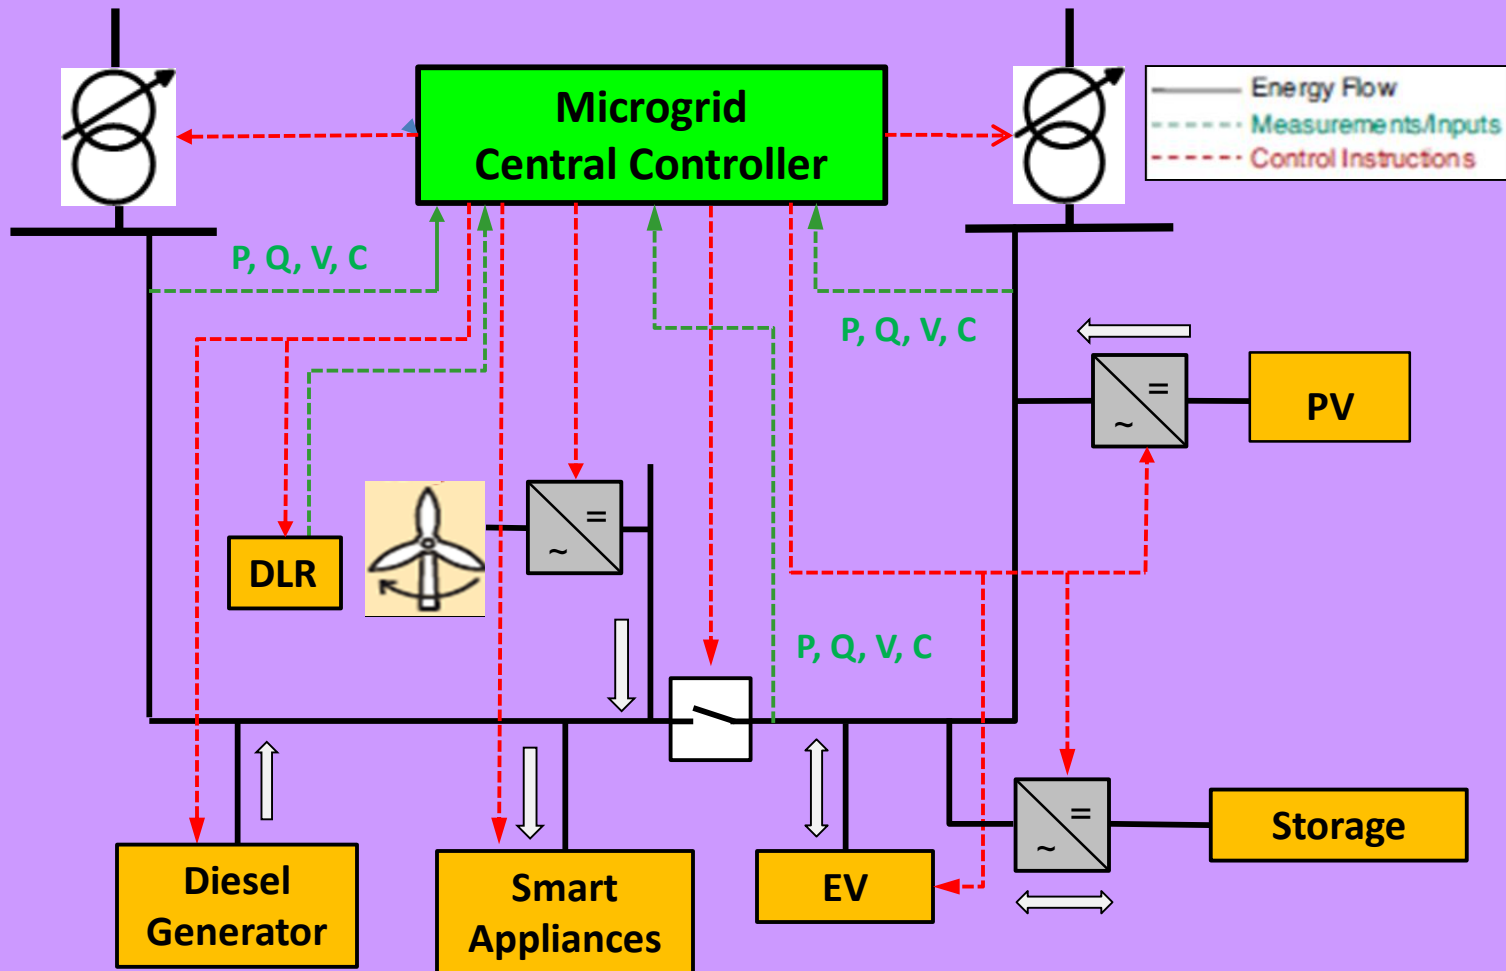 Microgrid
Central Controller
Energy Flow
Measurements/Inputs
Control Instructions
P, Q, V, C
P, Q, V, C
=
~
PV
DLR
=
~
P, Q, V, C
Diesel
Generator
Smart
Appliances
EV
=
~
Storage